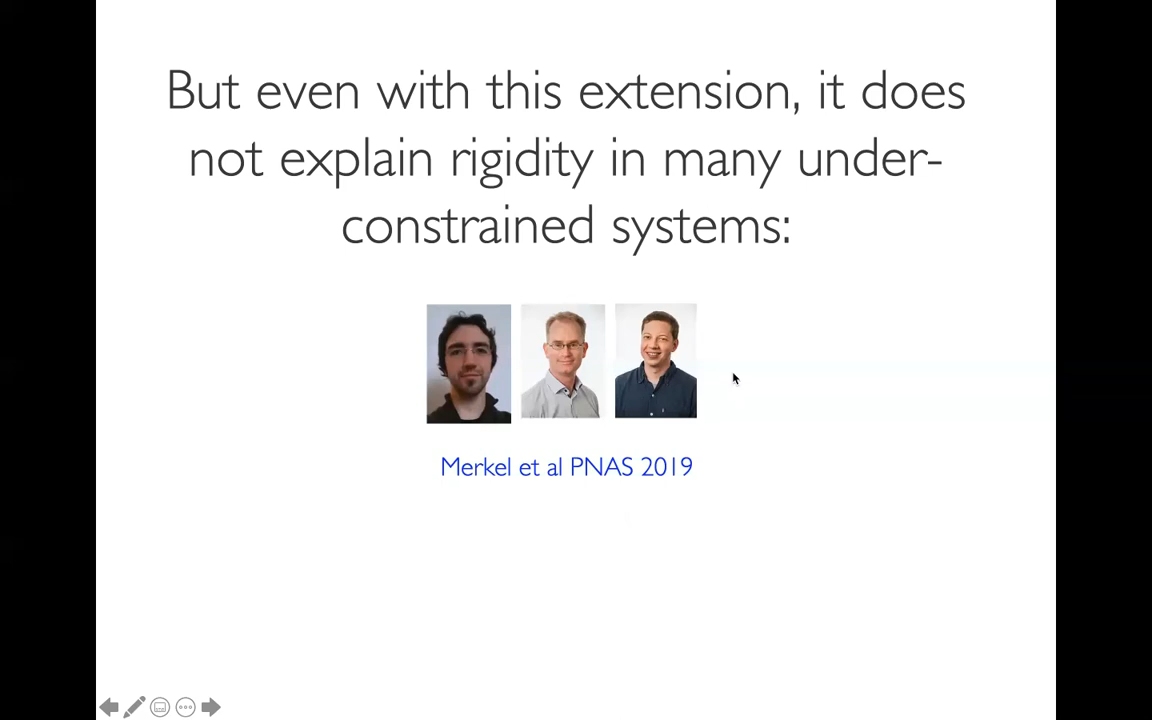 But even with this extension, it does
not explain rigidity in many under-
constrained systems:
Merkel et al PNAS 2019